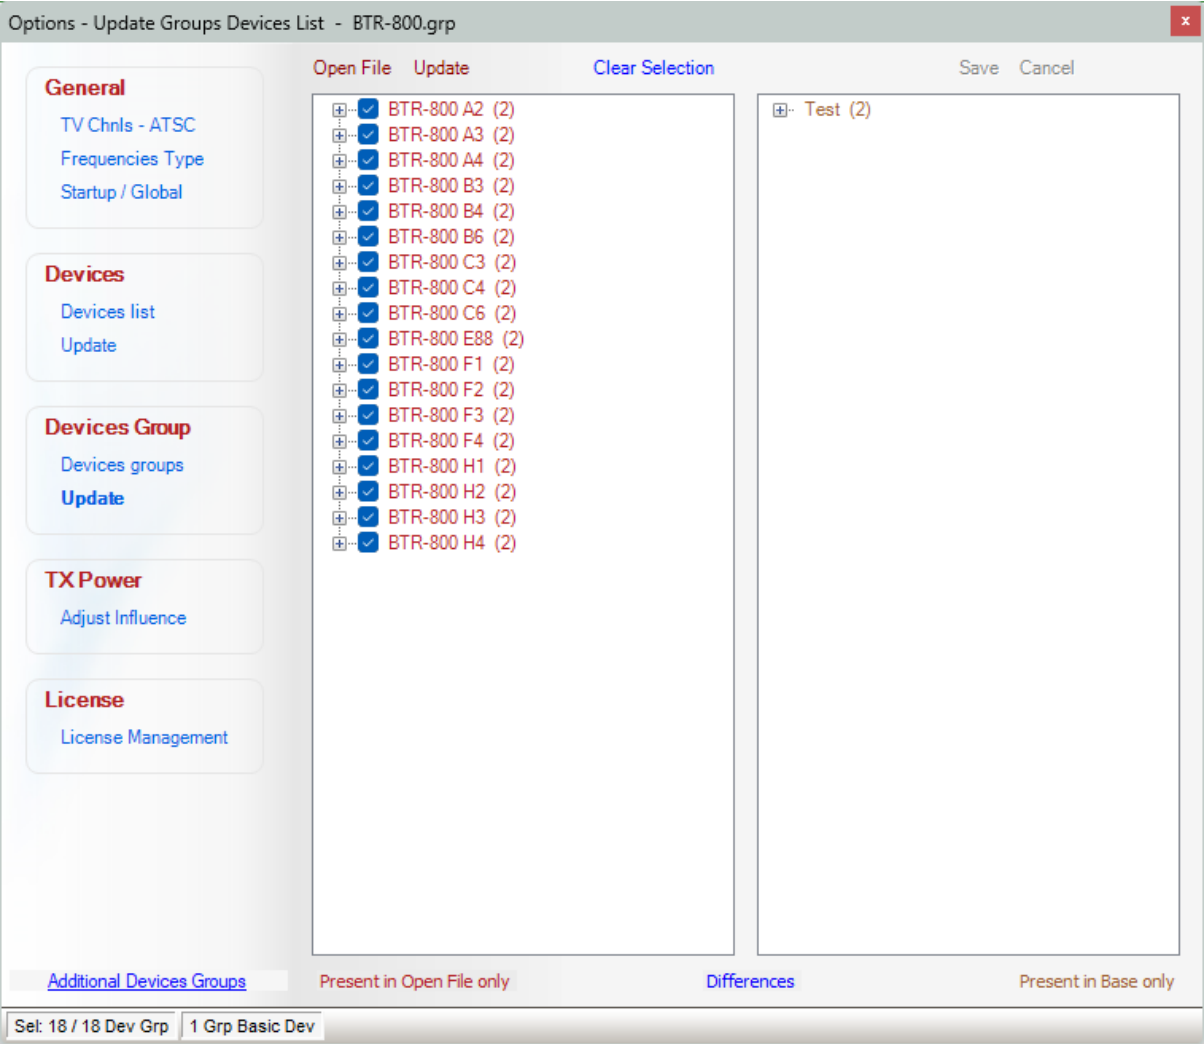 Options - Update Groups Devices List - BTR-800.grp
x
General
TV Chnls - ATSC
Frequencies Type
Startup / Global
Devices
Devices list
Update
Devices Group
Devices groups
Update
TX Power
Adjust Influence
License
License Management
Additional Devices Groups
Open File Update Clear Selection
BTR-800 A2 (2)
BTR-800 A3 (2)
BTR-800 A4 (2)
BTR-800 B3 (2)
BTR-800 B4 (2)
BTR-800 B6 (2)
BTR-800 C3 (2)
BTR-800 C4 (2)
BTR-800 C6 (2)
BTR-800 E88 (2)
BTR-800 F1 (2)
BTR-800 F2 (2)
BTR-800 F3 (2)
BTR-800 F4 (2)
BTR-800 H1 (2)
BTR-800 H2 (2)
BTR-800 H3 (2)
BTR-800 H4 (2)
Save Cancel
Test (2)
Present in Open File only Differences Present in Base only
Sel: 18 / 18 Dev Grp 1 Grp Basic Dev